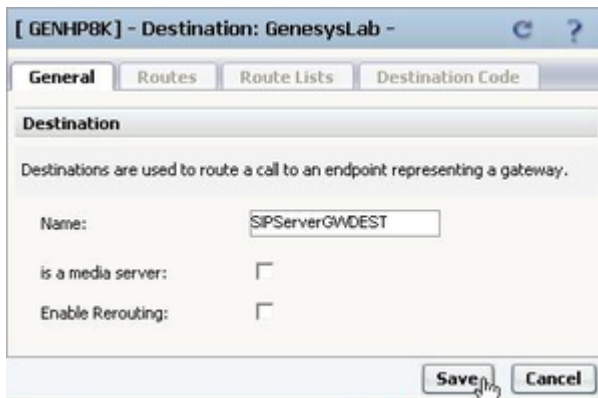 [ GENHP8K] - Destination: GenesysLab -
General Routes Route Lists Destination Code
Destination
Destinations are used to route a call to an endpoint representing a gateway.
Name: SIPServerGWDEST
is a media server:
Enable Rerouting:
Save Cancel